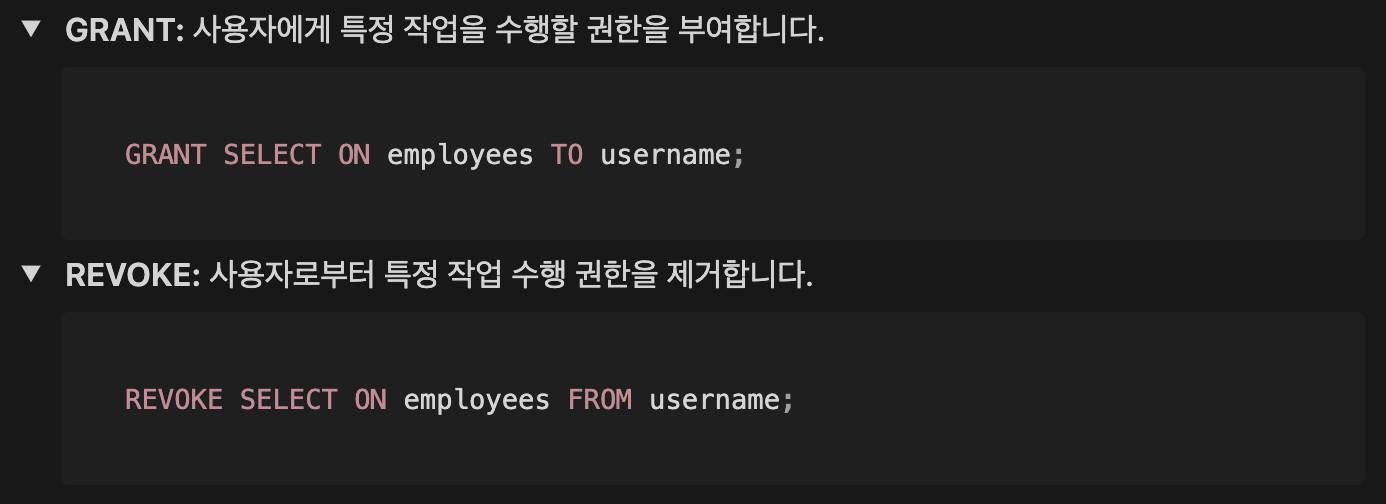 ▼ GRANT: 사용자에게 특정 작업을 수행할 권한을 부여합니다.
GRANT SELECT ON employees TO username;
▼ REVOKE: 사용자로부터 특정 작업 수행 권한을 제거합니다.
REVOKE SELECT ON employees FROM username;